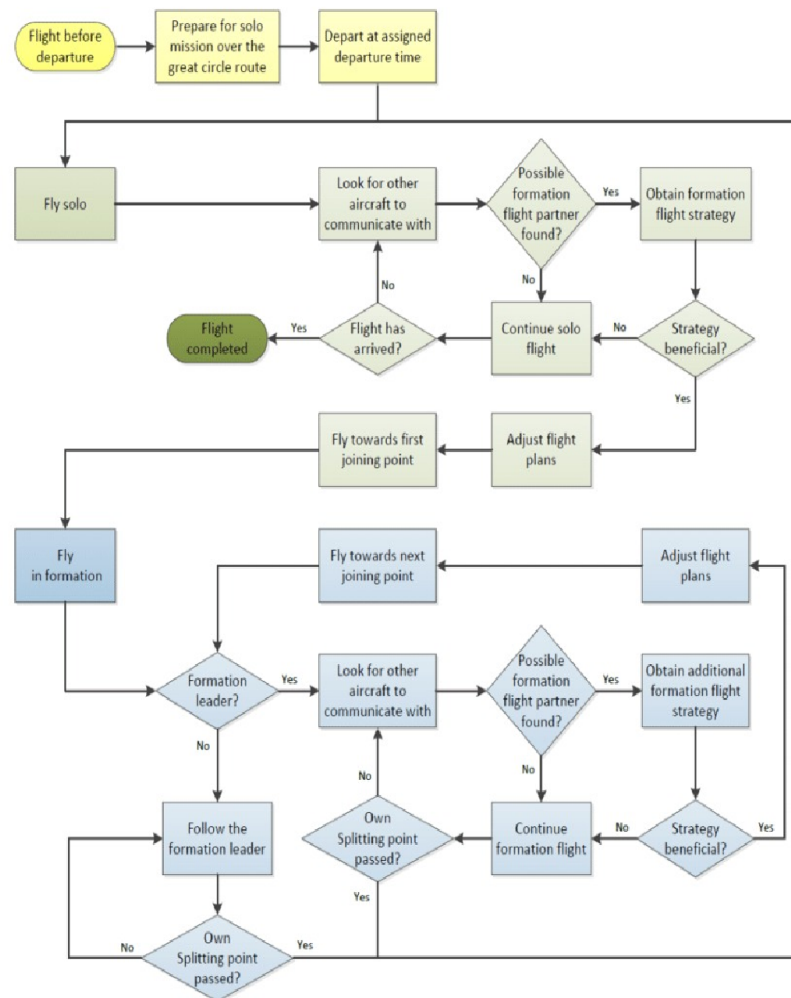 Flight before
departure
Prepare for solo
mission over the
great circle route
Depart at assigned
departure time
Fly solo
Look for other
aircraft to
communicate with
Possible
formation
flight partner
found?
Yes
Obtain formation
flight strategy
No
No
Flight
completed
Yes
Flight has
arrived?
Continue solo
flight
No
Strategy
beneficial?
Yes
Fly towards first
joining point
Adjust flight
plans
Fly
in formation
Fly towards next
joining point
Adjust flight
plans
Formation
leader?
Yes
Look for other
aircraft to
communicate with
Possible
formation
flight partner
found?
Yes
Obtain additional
formation flight
strategy
No
No
No
Follow the
formation leader
Own
Splitting point
passed?
Continue
formation flight
No
Strategy
beneficial?
Yes
Yes
No
Own
Splitting point
passed?
Yes